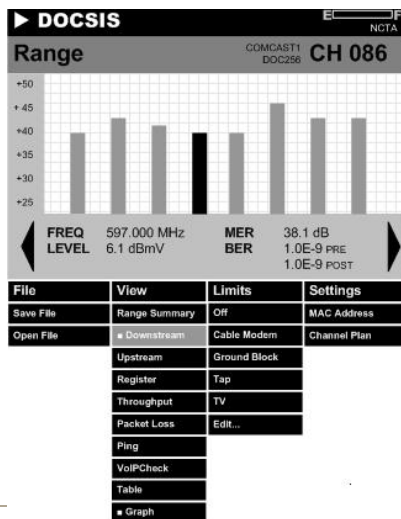 ▶ DOCSIS E F
NCTA
Range COMCAST1 DOC256 CH 086
+50
+45
+40
+35
+30
+25
FREQ 597.000 MHz MER 38.1 dB
LEVEL 6.1 dBmV BER 1.0E-9 PRE
1.0E-9 POST
File View Limits Settings
Save File Range Summary Off MAC Address
Open File ■ Downstream Cable Modem Channel Plan
Upstream Ground Block
Register Tap
Throughput TV
Packet Loss Edit...
Ping
VoIPCheck
Table
■ Graph